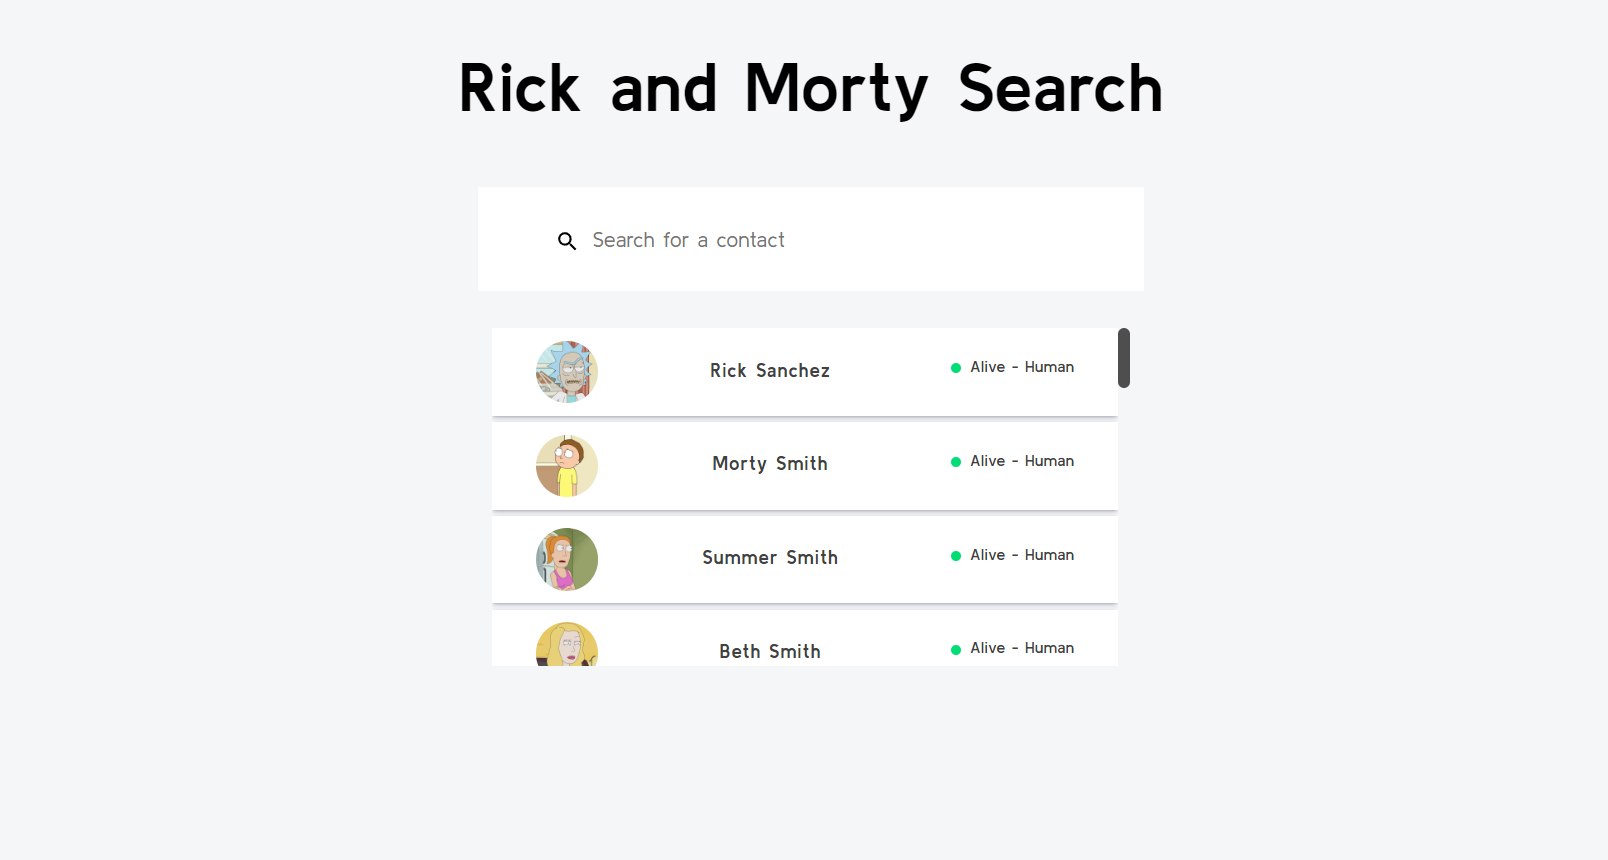 Rick and Morty Search
Search for a contact
Rick Sanchez
Alive - Human
Morty Smith
Alive - Human
Summer Smith
Alive - Human
Beth Smith
Alive - Human